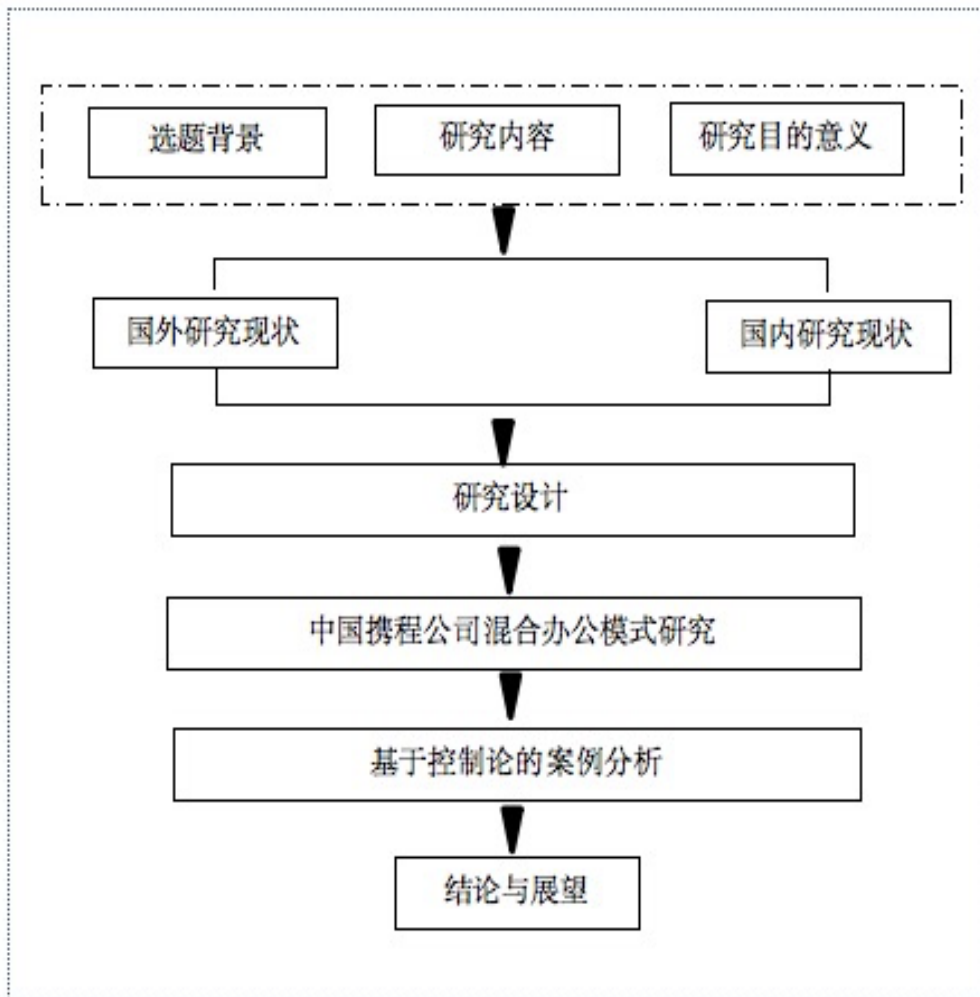 选题背景
研究内容
研究目的意义
国外研究现状
国内研究现状
研究设计
中国携程公司混合办公模式研究
基于控制论的案例分析
结论与展望